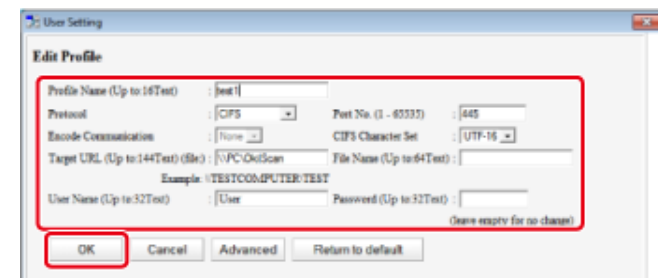 User Setting
Edit Profile
Profile Name (Up to:16Text) : test1
Protocol : CIFS Port No. (1 - 65535) : 445
Encode Communication : None CIFS Character Set : UTF-16
Target URL (Up to:144Text) (file:) : \\PC\OkiScan File Name (Up to:64Text) :
Example: \\TESTCOMPUTER\TEST
User Name (Up to:32Text) : User Password (Up to:32Text) :
(leave empty for no change)
OK Cancel Advanced Return to default